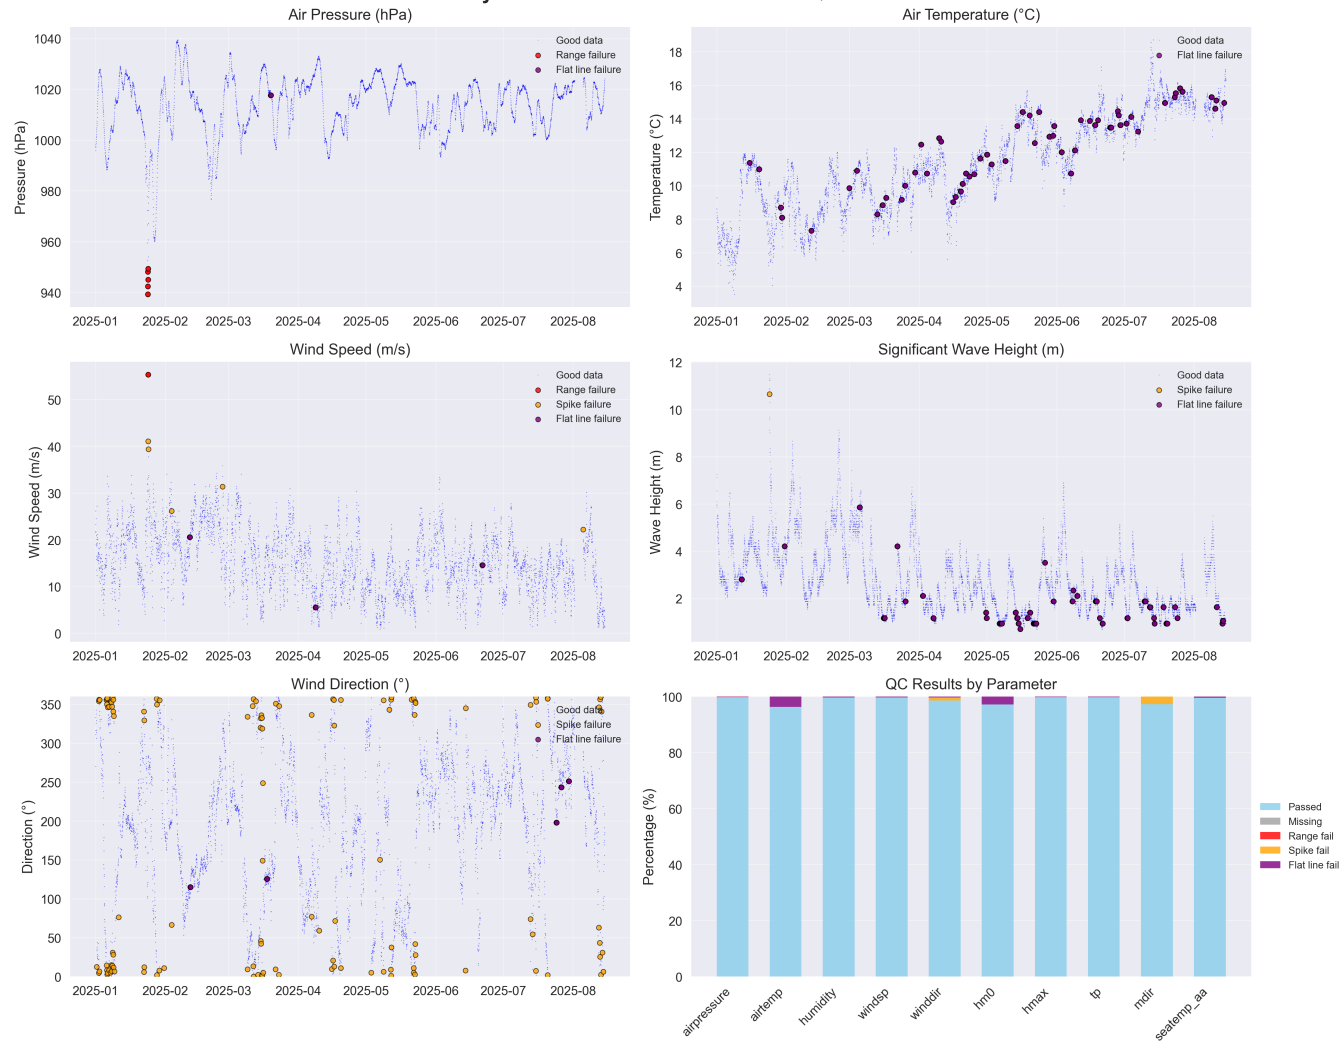 Air Pressure (hPa)
Good data
Range failure
Flat line failure
Pressure (hPa)
1040
1020
1000
980
960
940
2025-01 2025-02 2025-03 2025-04 2025-05 2025-06 2025-07 2025-08
Air Temperature (°C)
Good data
Flat line failure
Temperature (°C)
18
16
14
12
10
8
6
4
2025-01 2025-02 2025-03 2025-04 2025-05 2025-06 2025-07 2025-08
Wind Speed (m/s)
Good data
Range failure
Spike failure
Flat line failure
Wind Speed (m/s)
50
40
30
20
10
0
2025-01 2025-02 2025-03 2025-04 2025-05 2025-06 2025-07 2025-08
Significant Wave Height (m)
Good data
Spike failure
Flat line failure
Wave Height (m)
12
10
8
6
4
2
2025-01 2025-02 2025-03 2025-04 2025-05 2025-06 2025-07 2025-08
Wind Direction (°)
Good data
Spike failure
Flat line failure
Direction (°)
350
300
250
200
150
100
50
0
2025-01 2025-02 2025-03 2025-04 2025-05 2025-06 2025-07 2025-08
QC Results by Parameter
Percentage (%)
100
80
60
40
20
0
airpressure
airtemp
humidity
windsp
winddir
hm0
hmax
tp
mdir
seatemp_aa
Passed
Missing
Range fail
Spike fail
Flat line fail